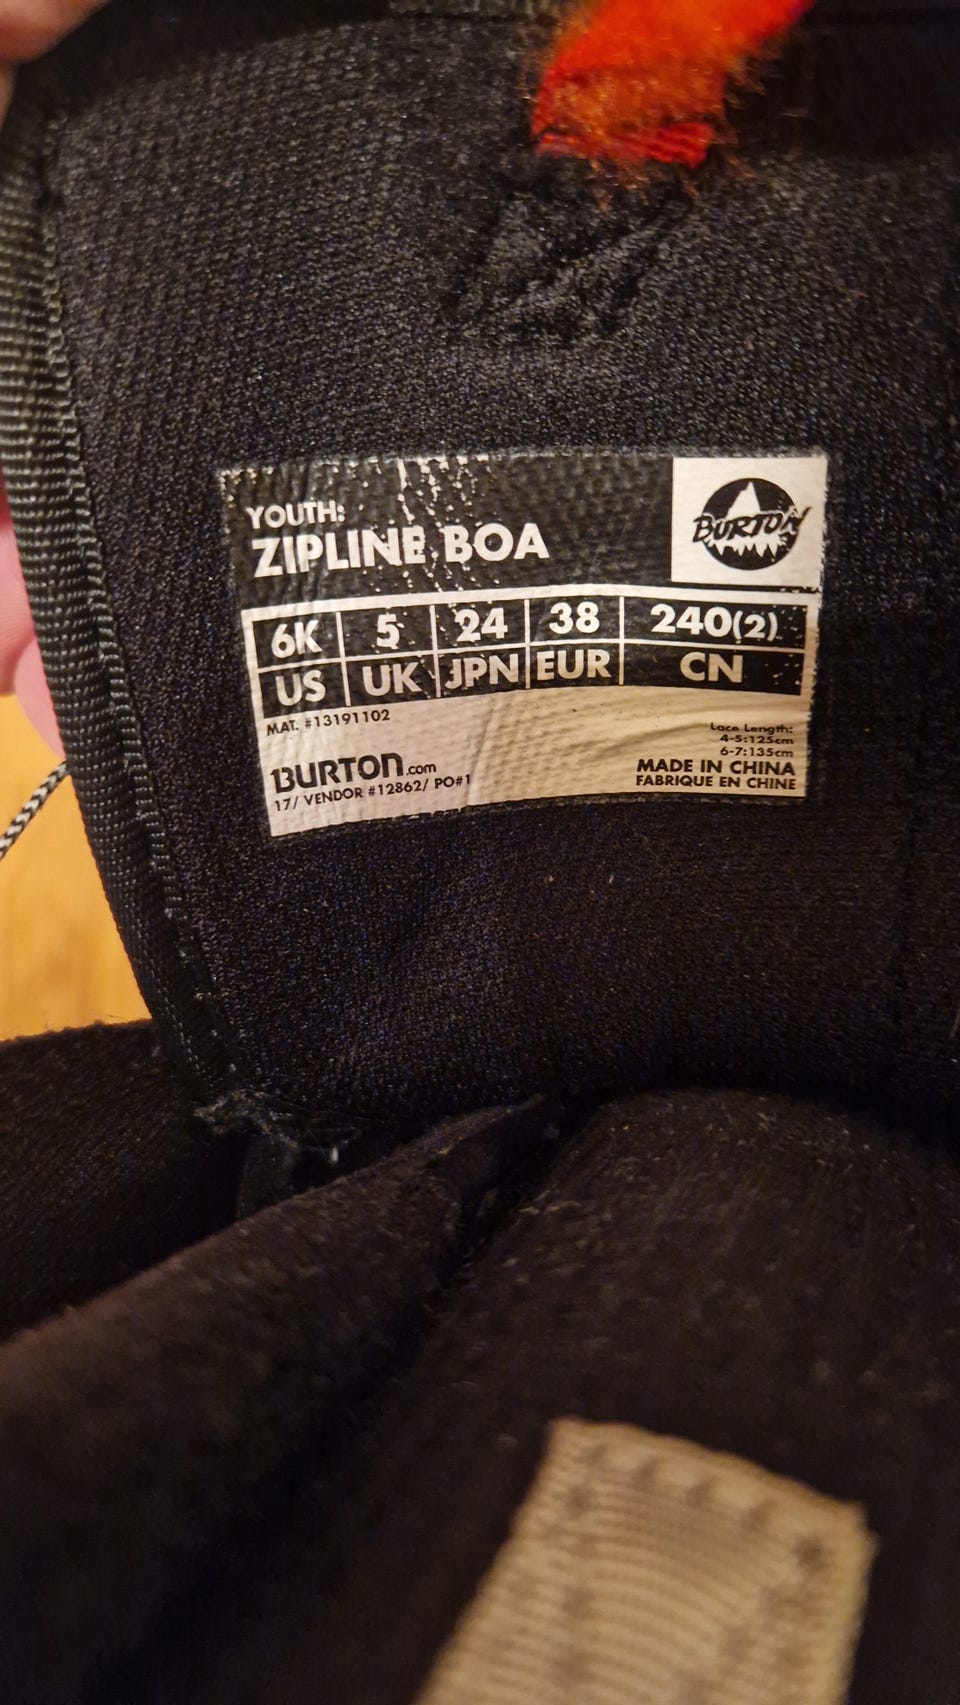 YOUTH:
ZIPLINE BOA
BURTON
6K 5 24 38 240(2)
US UK JPN EUR CN
MAT. #13191102
Lace Length:
4-5:125cm
6-7:135cm
BURTON.com
MADE IN CHINA
17/ VENDOR #12862/ PO#1
FABRIQUE EN CHINE